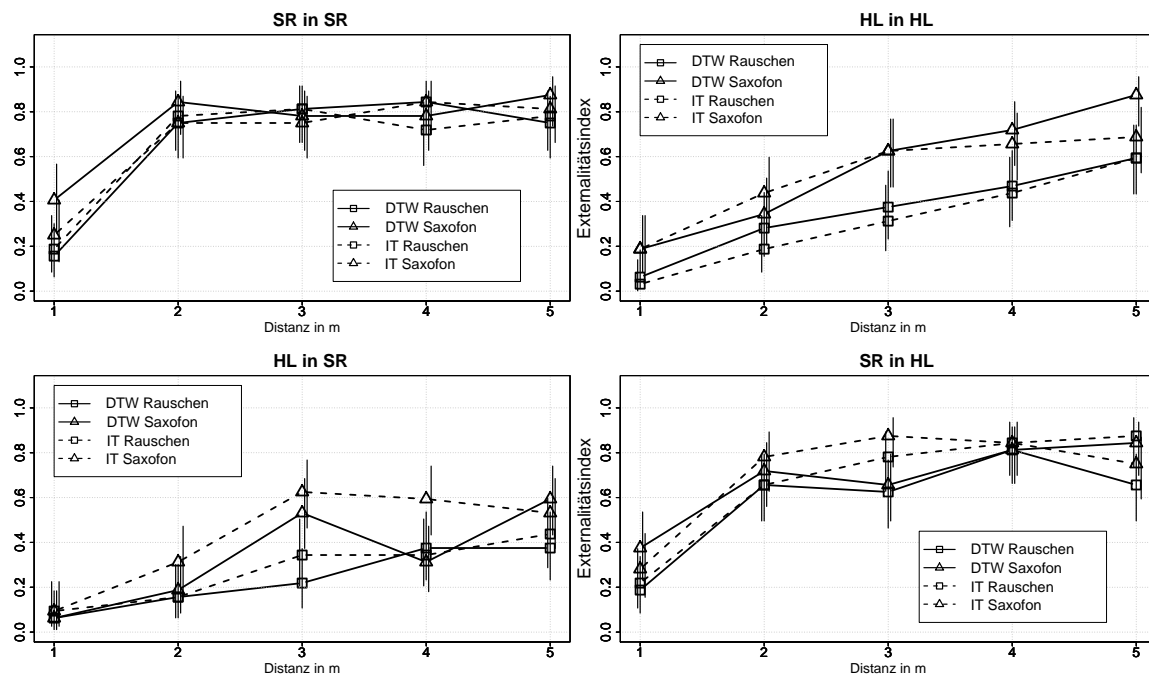 SR in SR
1.0
0.8
0.6
0.4
0.2
0.0
DTW Rauschen
DTW Saxofon
IT Rauschen
IT Saxofon
1 2 3 4 5
Distanz in m
HL in HL
Externalitätsindex
1.0
0.8
0.6
0.4
0.2
0.0
DTW Rauschen
DTW Saxofon
IT Rauschen
IT Saxofon
1 2 3 4 5
Distanz in m
HL in SR
1.0
0.8
0.6
0.4
0.2
0.0
DTW Rauschen
DTW Saxofon
IT Rauschen
IT Saxofon
1 2 3 4 5
Distanz in m
SR in HL
Externalitätsindex
1.0
0.8
0.6
0.4
0.2
0.0
DTW Rauschen
DTW Saxofon
IT Rauschen
IT Saxofon
1 2 3 4 5
Distanz in m